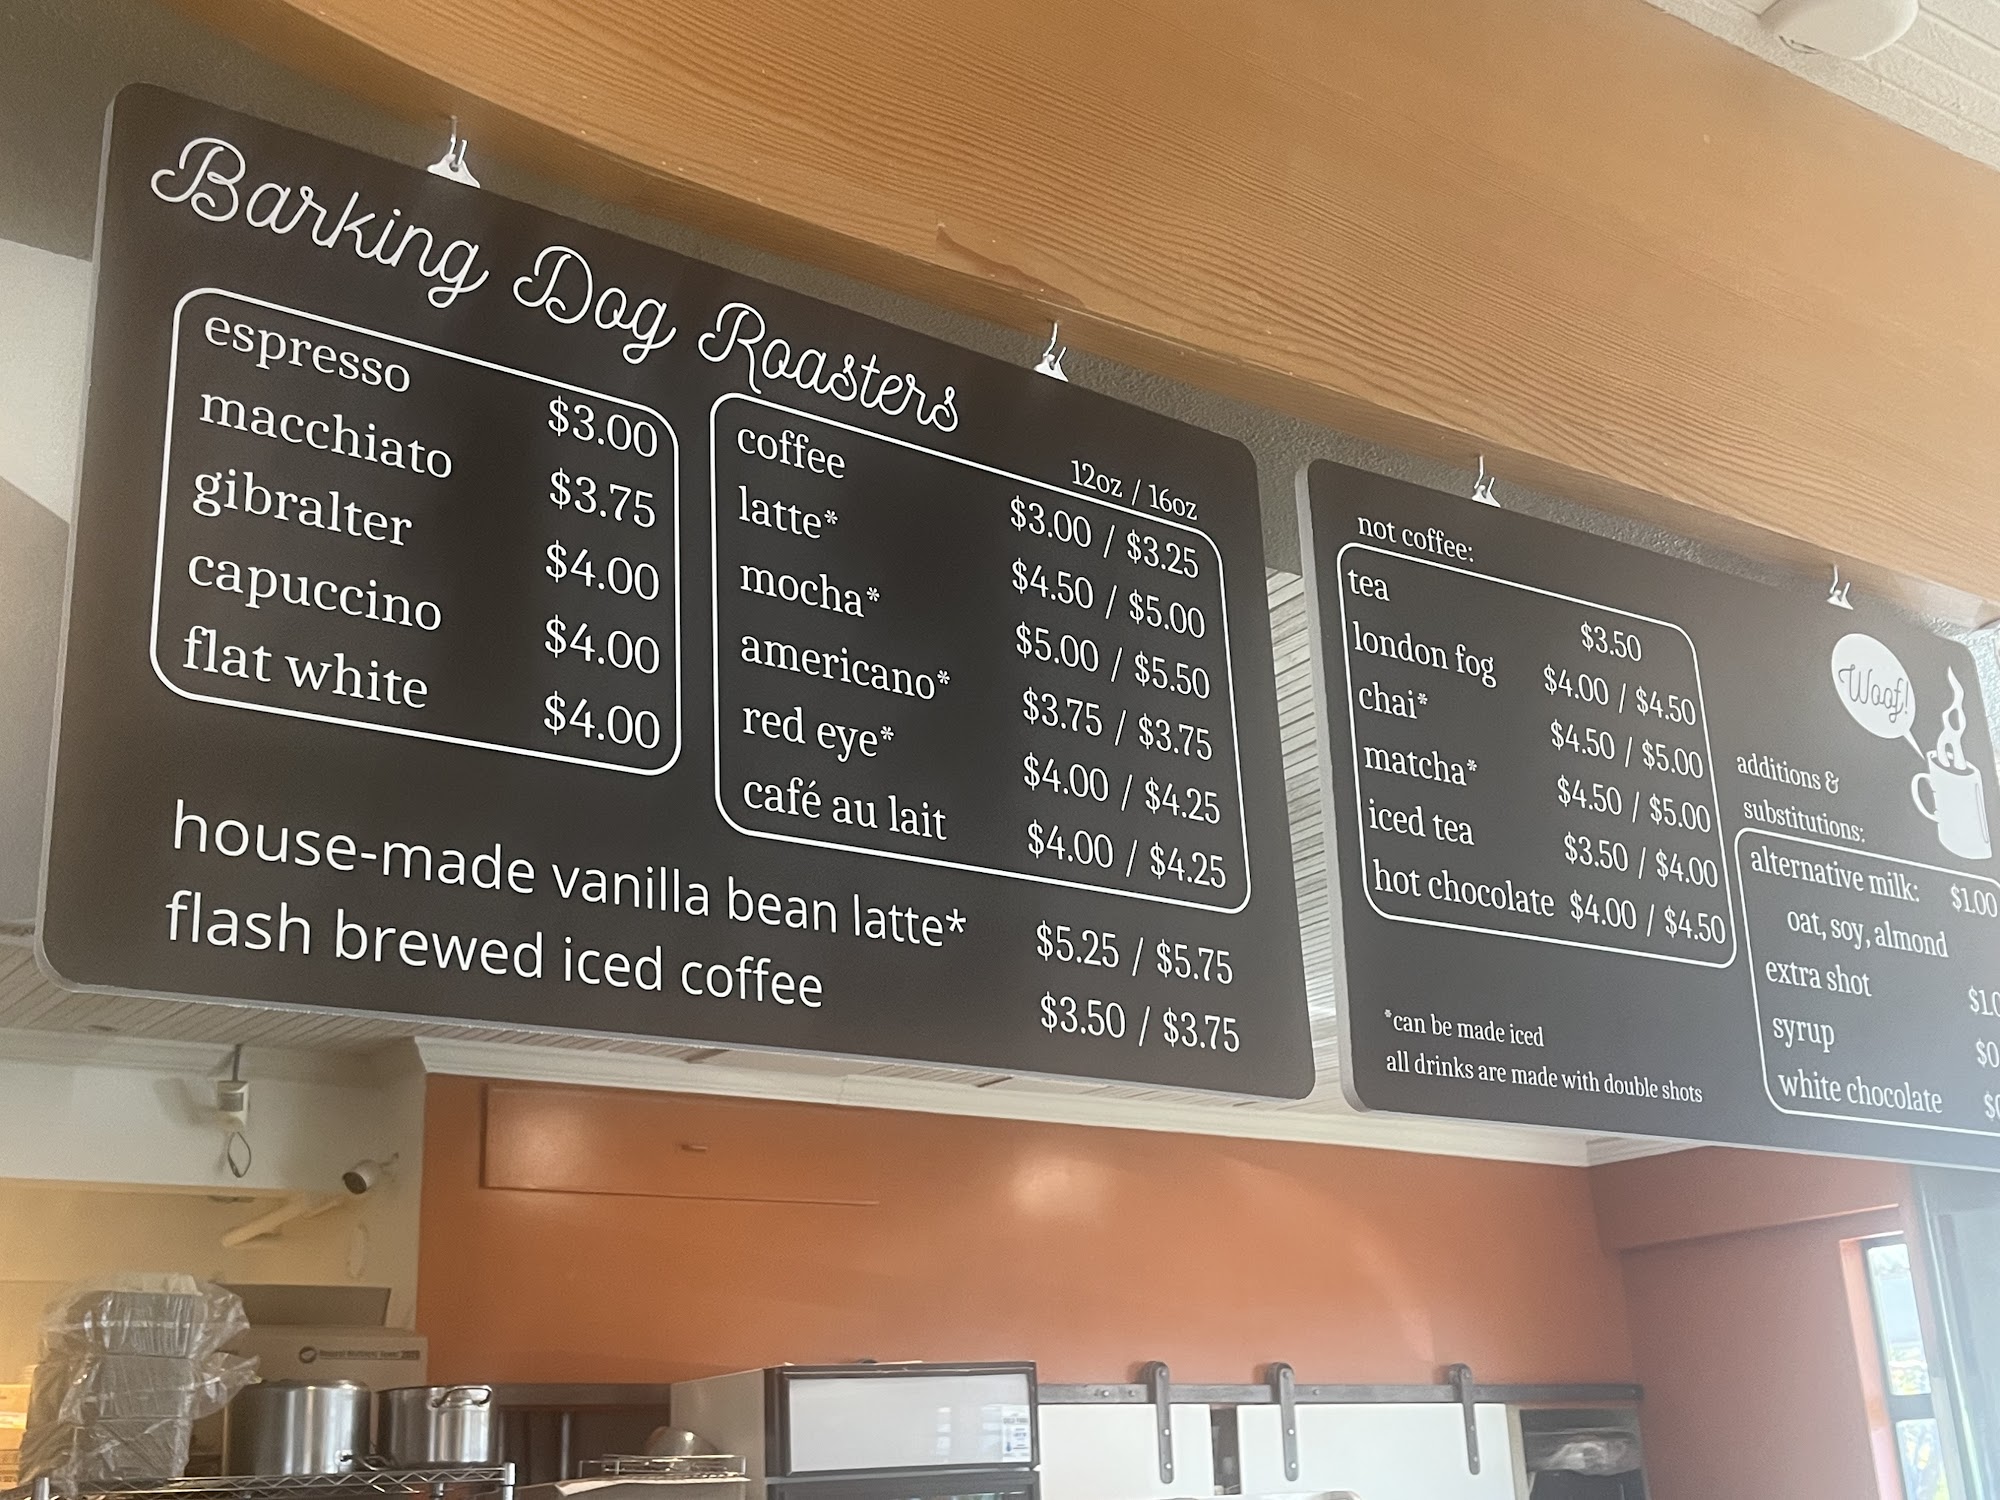 Barking Dog Roasters
espresso $3.00
macchiato $3.75
gibralter $4.00
capuccino $4.00
flat white $4.00
12oz / 16oz
coffee $3.00 / $3.25
latte* $4.50 / $5.00
mocha* $5.00 / $5.50
americano* $3.75 / $3.75
red eye* $4.00 / $4.25
café au lait $4.00 / $4.25
house-made vanilla bean latte* $5.25 / $5.75
flash brewed iced coffee $3.50 / $3.75
not coffee:
tea $3.50
london fog $4.00 / $4.50
chai* $4.50 / $5.00
matcha* $4.50 / $5.00
iced tea $3.50 / $4.00
hot chocolate $4.00 / $4.50
*can be made iced
all drinks are made with double shots
Woof!
additions &
substitutions:
alternative milk: $1.00
oat, soy, almond
extra shot
syrup
white chocolate